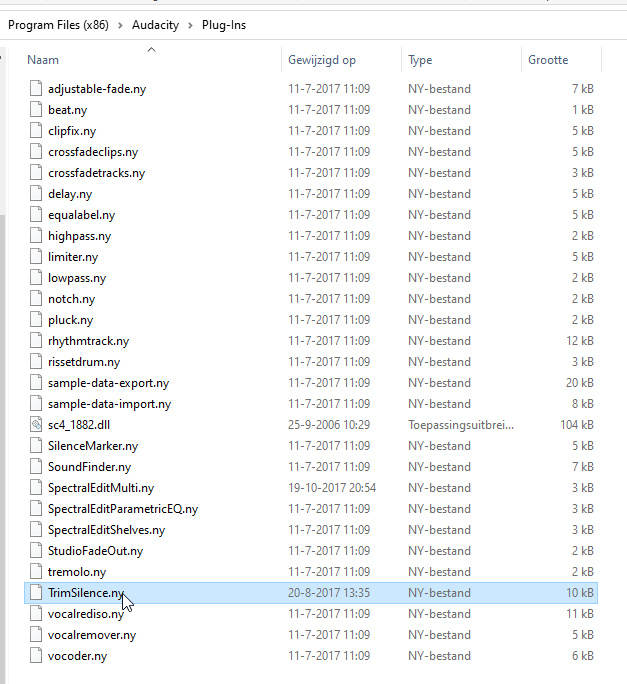 Program Files (x86) > Audacity > Plug-Ins
Naam Gewijzigd op Type Grootte
adjustable-fade.ny 11-7-2017 11:09 NY-bestand 7 kB
beat.ny 11-7-2017 11:09 NY-bestand 1 kB
clipfix.ny 11-7-2017 11:09 NY-bestand 5 kB
crossfadeclips.ny 11-7-2017 11:09 NY-bestand 5 kB
crossfadetracks.ny 11-7-2017 11:09 NY-bestand 3 kB
delay.ny 11-7-2017 11:09 NY-bestand 5 kB
equalabel.ny 11-7-2017 11:09 NY-bestand 5 kB
highpass.ny 11-7-2017 11:09 NY-bestand 2 kB
limiter.ny 11-7-2017 11:09 NY-bestand 5 kB
lowpass.ny 11-7-2017 11:09 NY-bestand 2 kB
notch.ny 11-7-2017 11:09 NY-bestand 2 kB
pluck.ny 11-7-2017 11:09 NY-bestand 2 kB
rhythmtrack.ny 11-7-2017 11:09 NY-bestand 12 kB
rissetdrum.ny 11-7-2017 11:09 NY-bestand 3 kB
sample-data-export.ny 11-7-2017 11:09 NY-bestand 20 kB
sample-data-import.ny 11-7-2017 11:09 NY-bestand 8 kB
sc4_1882.dll 25-9-2006 10:29 Toepassingsuitbrei... 104 kB
SilenceMarker.ny 11-7-2017 11:09 NY-bestand 5 kB
SoundFinder.ny 11-7-2017 11:09 NY-bestand 7 kB
SpectralEditMulti.ny 19-10-2017 20:54 NY-bestand 3 kB
SpectralEditParametricEQ.ny 11-7-2017 11:09 NY-bestand 3 kB
SpectralEditShelves.ny 11-7-2017 11:09 NY-bestand 3 kB
StudioFadeOut.ny 11-7-2017 11:09 NY-bestand 2 kB
tremolo.ny 11-7-2017 11:09 NY-bestand 2 kB
TrimSilence.ny 20-8-2017 13:35 NY-bestand 10 kB
vocalrediso.ny 11-7-2017 11:09 NY-bestand 11 kB
vocalremover.ny 11-7-2017 11:09 NY-bestand 5 kB
vocoder.ny 11-7-2017 11:09 NY-bestand 6 kB